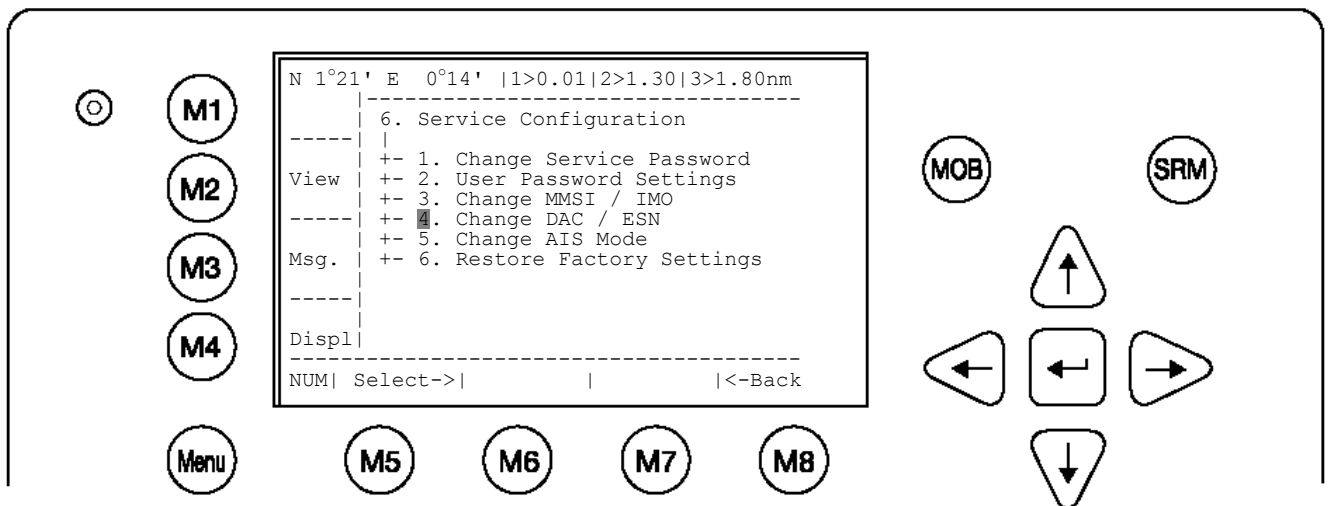 N 1°21' E 0°14' |1>0.01|2>1.30|3>1.80nm
6. Service Configuration
+- 1. Change Service Password
View | +- 2. User Password Settings
+- 3. Change MMSI / IMO
+- 4. Change DAC / ESN
+- 5. Change AIS Mode
Msg. | +- 6. Restore Factory Settings
Displ|
NUM| Select->| | |<-Back
M1
M2
M3
M4
Menu
M5
M6
M7
M8
MOB
SRM